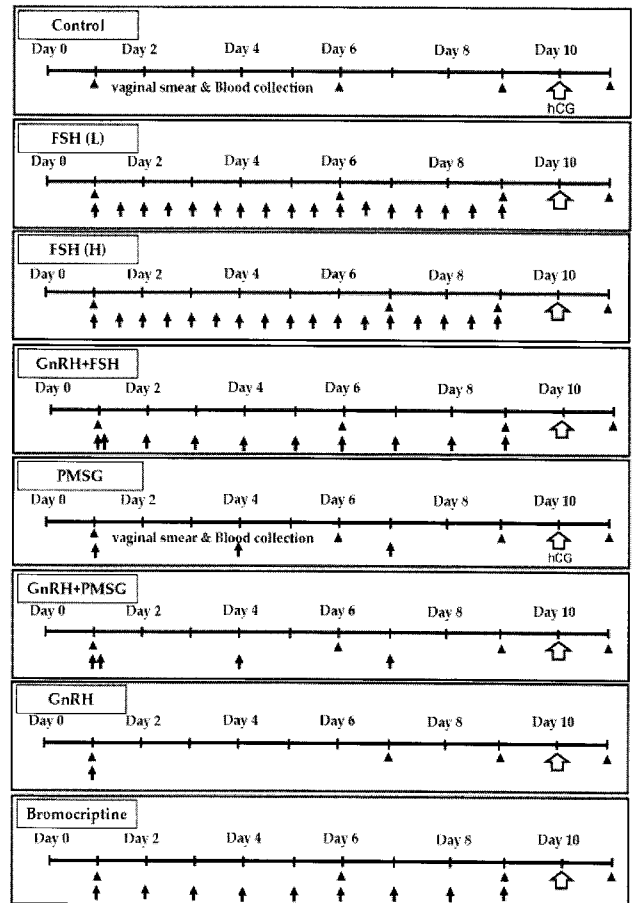 Control
Day 0 Day 2 Day 4 Day 6 Day 8 Day 10
vaginal smear & Blood collection
hCG
FSH (L)
Day 0 Day 2 Day 4 Day 6 Day 8 Day 10
FSH (H)
Day 0 Day 2 Day 4 Day 6 Day 8 Day 10
GnRH+FSH
Day 0 Day 2 Day 4 Day 6 Day 8 Day 10
PMSG
Day 0 Day 2 Day 4 Day 6 Day 8 Day 10
vaginal smear & Blood collection
hCG
GnRH+PMSG
Day 0 Day 2 Day 4 Day 6 Day 8 Day 10
GnRH
Day 0 Day 2 Day 4 Day 6 Day 8 Day 10
Bromocriptine
Day 0 Day 2 Day 4 Day 6 Day 8 Day 10